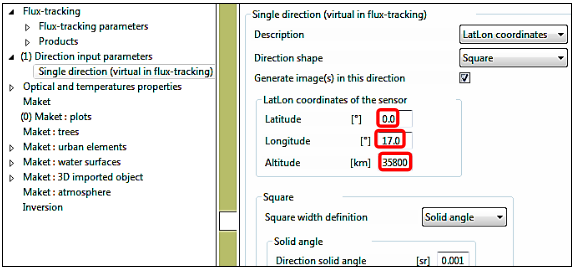 Flux-tracking
Flux-tracking parameters
Products
(1) Direction input parameters
Single direction (virtual in flux-tracking)
Optical and temperatures properties
Maket
(0) Maket : plots
Maket : trees
Maket : urban elements
Maket : water surfaces
Maket : 3D imported object
Maket : atmosphere
Inversion
Single direction (virtual in flux-tracking)
Description LatLon coordinates
Direction shape Square
Generate image(s) in this direction
LatLon coordinates of the sensor
Latitude [°] 0.0
Longitude [°] 17.0
Altitude [km] 35800
Square
Square width definition Solid angle
Solid angle
Direction solid angle [sr] 0.001